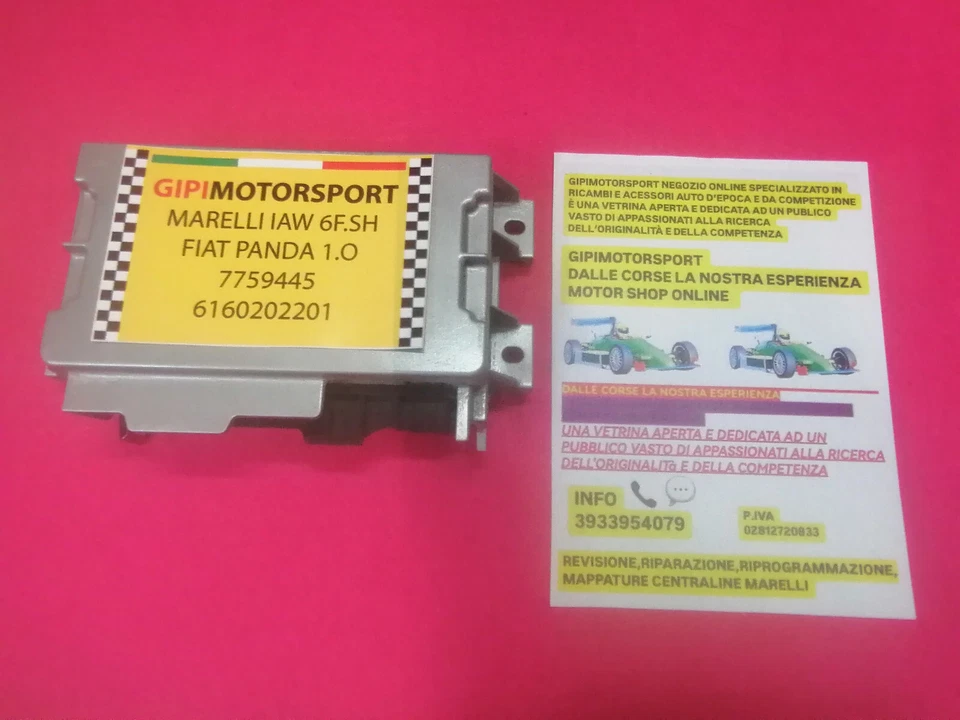 GIPIMOTORSPORT
MARELLI IAW 6F.SH
FIAT PANDA 1.O
7759445
6160202201
GIPIMOTORSPORT NEGOZIO ONLINE SPECIALIZZATO IN
RICAMBI E ACESSORI AUTO D'EPOCA E DA COMPETIZIONE
È UNA VETRINA APERTA E DEDICATA AD UN PUBLICO
VASTO DI APPASSIONATI ALLA RICERCA
DELL'ORIGINALITÀ E DELLA COMPETENZA
GIPIMOTORSPORT
DALLE CORSE LA NOSTRA ESPERIENZA
MOTOR SHOP ONLINE
DALLE CORSE LA NOSTRA ESPERIENZA
UNA VETRINA APERTA E DEDICATA AD UN
PUBBLICO VASTO DI APPASSIONATI ALLA RICERCA
DELL'ORIGINALITà E DELLA COMPETENZA
INFO
3933954079
P.IVA
02812720833
REVISIONE,RIPARAZIONE,RIPROGRAMMAZIONE,
MAPPATURE CENTRALINE MARELLI